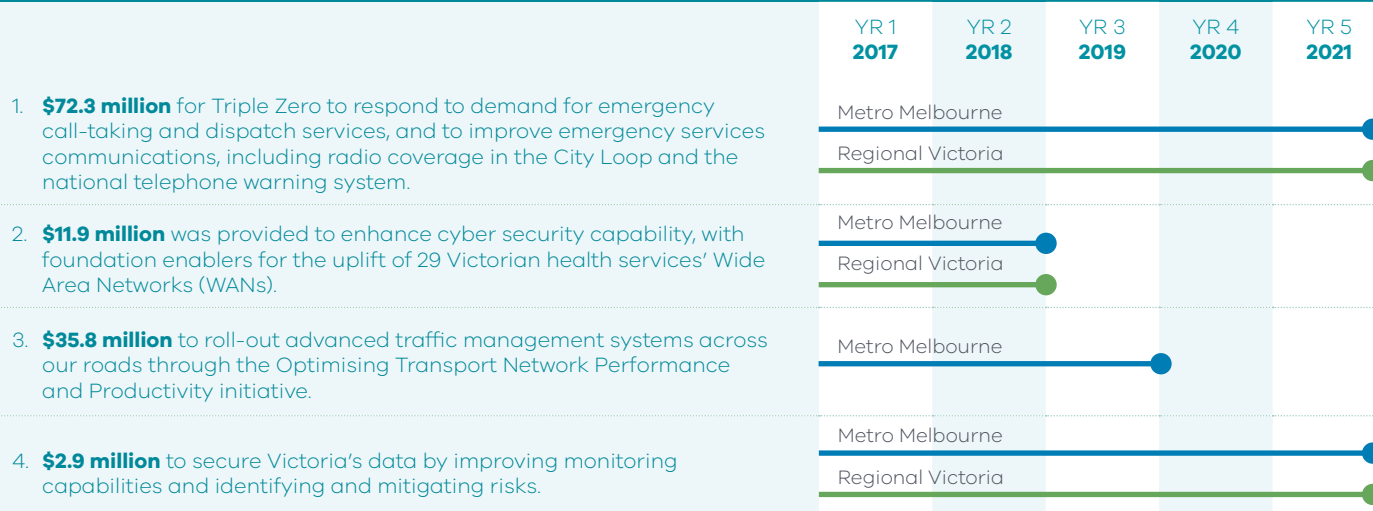 YR 1 YR 2 YR 3 YR 4 YR 5
2017 2018 2019 2020 2021
1. $72.3 million for Triple Zero to respond to demand for emergency
call-taking and dispatch services, and to improve emergency services
communications, including radio coverage in the City Loop and the
national telephone warning system.
Metro Melbourne
Regional Victoria
2. $11.9 million was provided to enhance cyber security capability, with
foundation enablers for the uplift of 29 Victorian health services’ Wide
Area Networks (WANs).
Metro Melbourne
Regional Victoria
3. $35.8 million to roll-out advanced traffic management systems across
our roads through the Optimising Transport Network Performance
and Productivity initiative.
Metro Melbourne
4. $2.9 million to secure Victoria’s data by improving monitoring
capabilities and identifying and mitigating risks.
Metro Melbourne
Regional Victoria